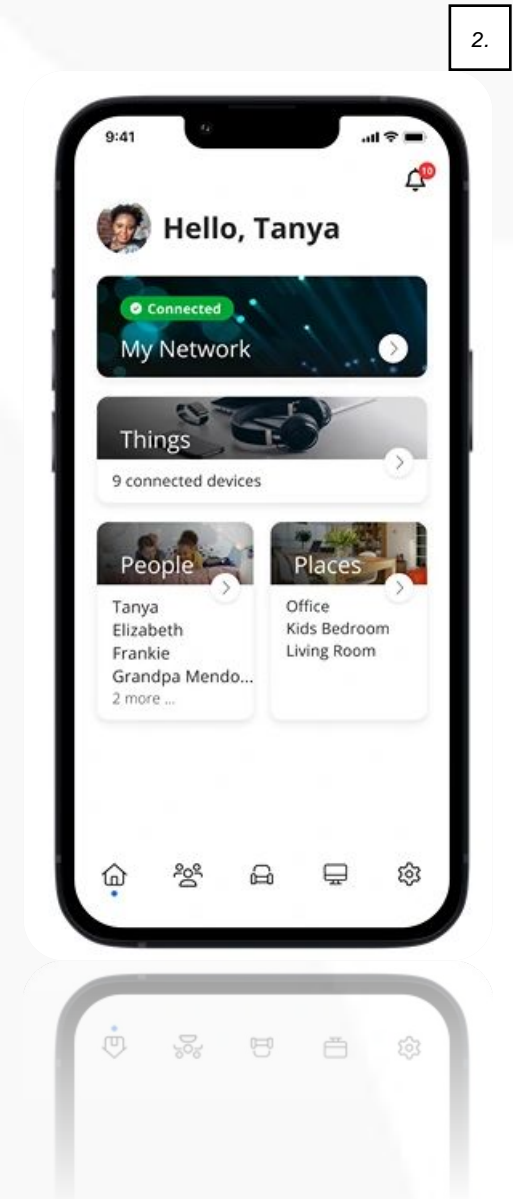 2.
9:41
10
Hello, Tanya
Connected
My Network
Things
9 connected devices
People
Tanya
Elizabeth
Frankie
Grandpa Mendo...
2 more ...
Places
Office
Kids Bedroom
Living Room